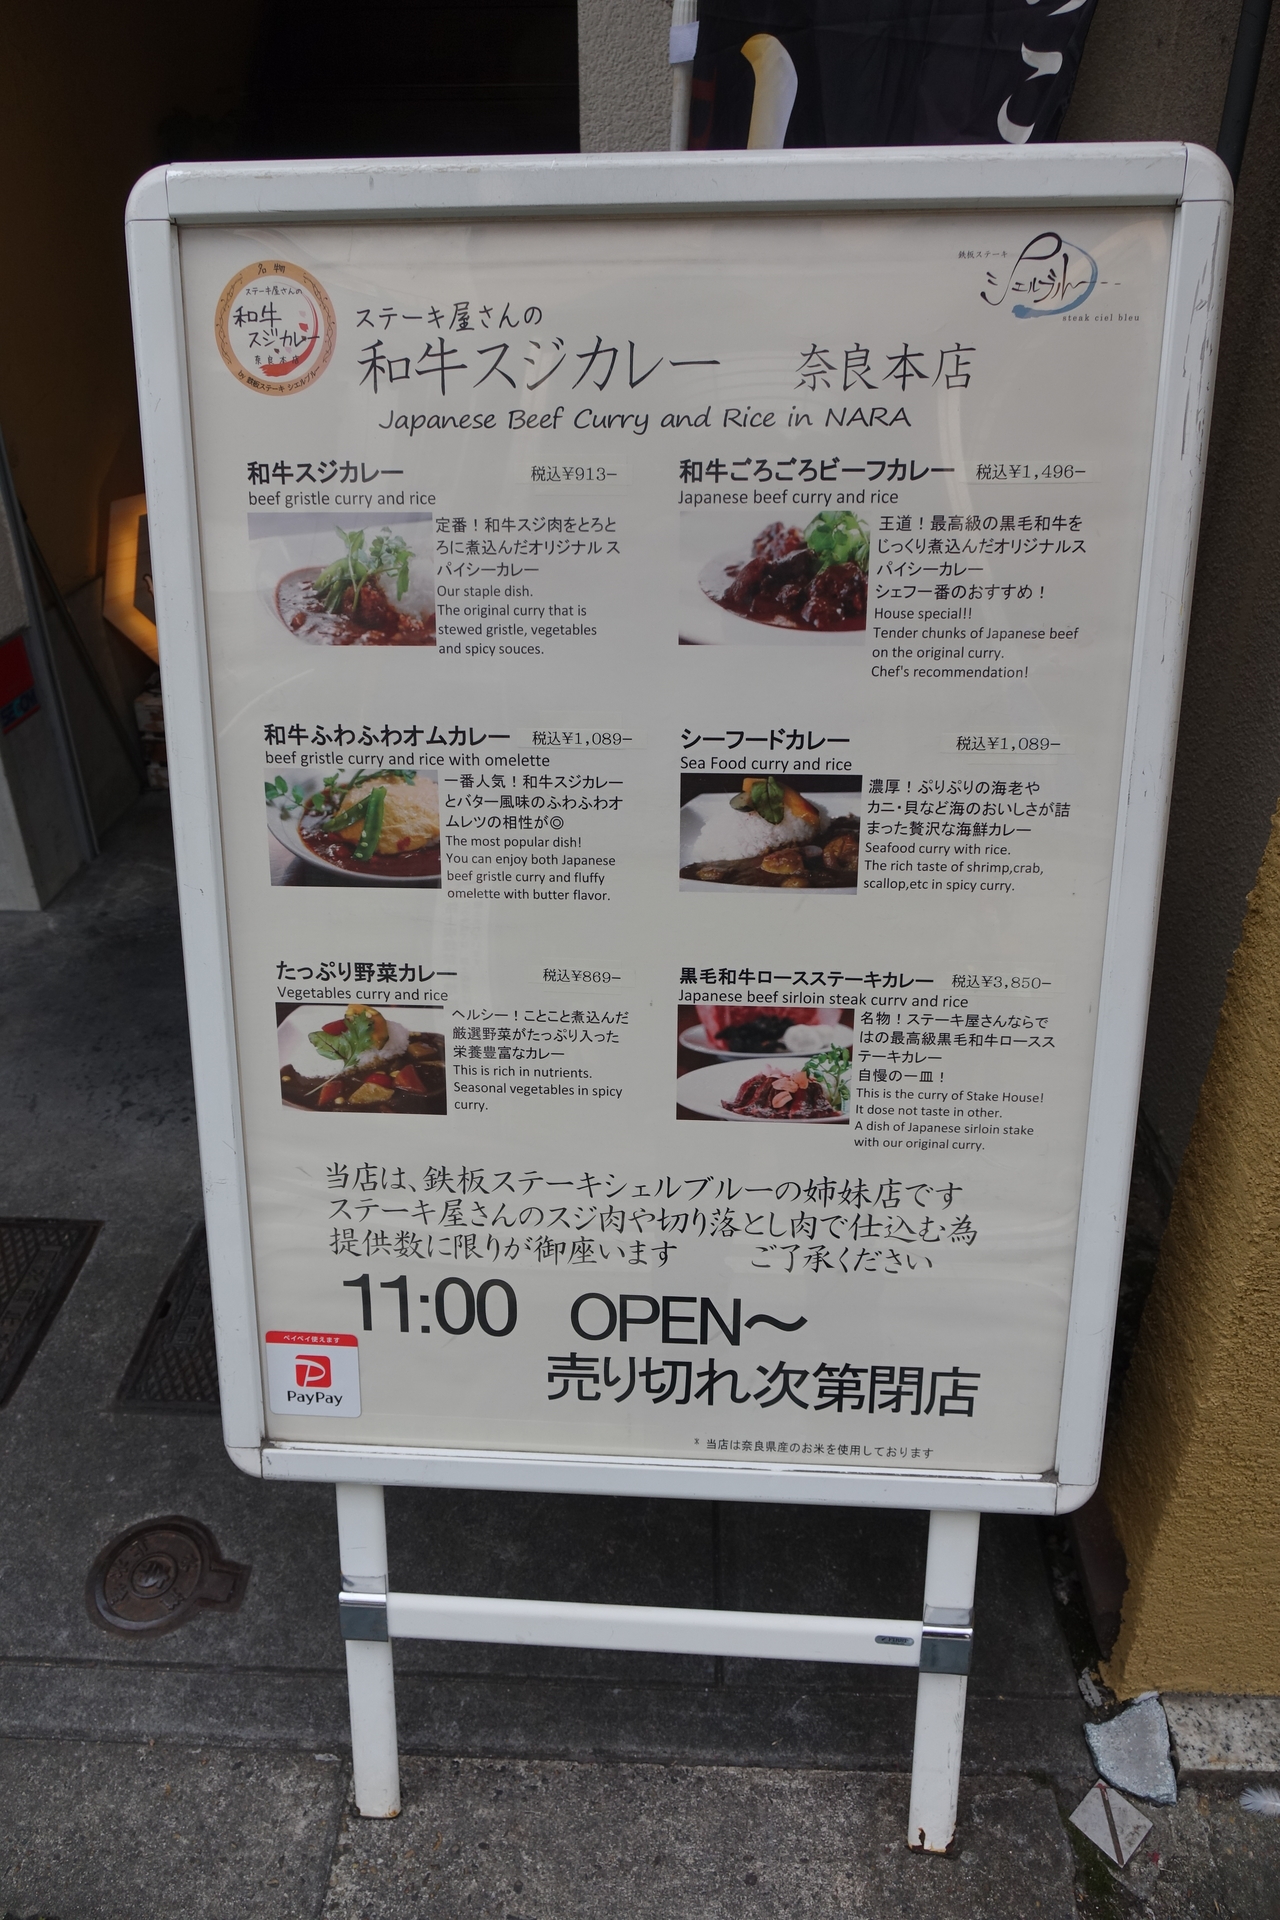 のこ
し
名物
ステーキ屋さんの
和牛
スジカレー
奈良本店
by 鉄板ステーキ シェルブルー
鉄板ステーキ
シェルブルー
steak ciel bleu
ステーキ屋さんの
和牛スジカレー 奈良本店
Japanese Beef Curry and Rice in NARA
和牛スジカレー 税込¥913−
beef gristle curry and rice
定番！和牛スジ肉をとろと
ろに煮込んだオリジナル ス
パイシーカレー
Our staple dish.
The original curry that is
stewed gristle, vegetables
and spicy souces.
和牛ごろごろビーフカレー 税込¥1,496−
Japanese beef curry and rice
王道！最高級の黒毛和牛を
じっくり煮込んだオリジナルス
パイシーカレー
シェフ一番のおすすめ！
House special!!
Tender chunks of Japanese beef
on the original curry.
Chef's recommendation!
和牛ふわふわオムカレー 税込¥1,089−
beef gristle curry and rice with omelette
一番人気！和牛スジカレー
とバター風味のふわふわオ
ムレツの相性が◎
The most popular dish!
You can enjoy both Japanese
beef gristle curry and fluffy
omelette with butter flavor.
シーフードカレー 税込¥1,089−
Sea Food curry and rice
濃厚！ぷりぷりの海老や
カニ・貝など海のおいしさが詰
まった贅沢な海鮮カレー
Seafood curry with rice.
The rich taste of shrimp,crab,
scallop,etc in spicy curry.
たっぷり野菜カレー 税込¥869−
Vegetables curry and rice
ヘルシー！ことこと煮込んだ
厳選野菜がたっぷり入った
栄養豊富なカレー
This is rich in nutrients.
Seasonal vegetables in spicy
curry.
黒毛和牛ロースステーキカレー 税込¥3,850−
Japanese beef sirloin steak curry and rice
名物！ステーキ屋さんならで
はの最高級黒毛和牛ロースス
テーキカレー
自慢の一皿！
This is the curry of Stake House!
It dose not taste in other.
A dish of Japanese sirloin stake
with our original curry.
当店は、鉄板ステーキシェルブルーの姉妹店です
ステーキ屋さんのスジ肉や切り落とし肉で仕込む為
提供数に限りが御座います ご了承ください
11:00 OPEN～
売り切れ次第閉店
ペイペイ使えます
PayPay
* 当店は奈良県産のお米を使用しております